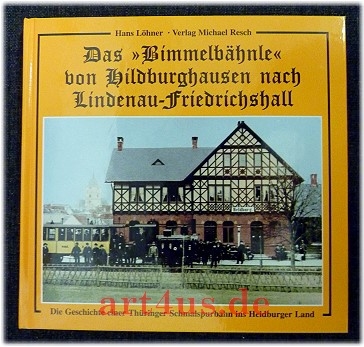 Hans Löhner · Verlag Michael Resch
Das »Bimmelbähnle«
von Hildburghausen nach
Lindenau-Friedrichshall
art4us.de
Die Geschichte einer Thüringer Schmalspurbahn ins Heldburger Land